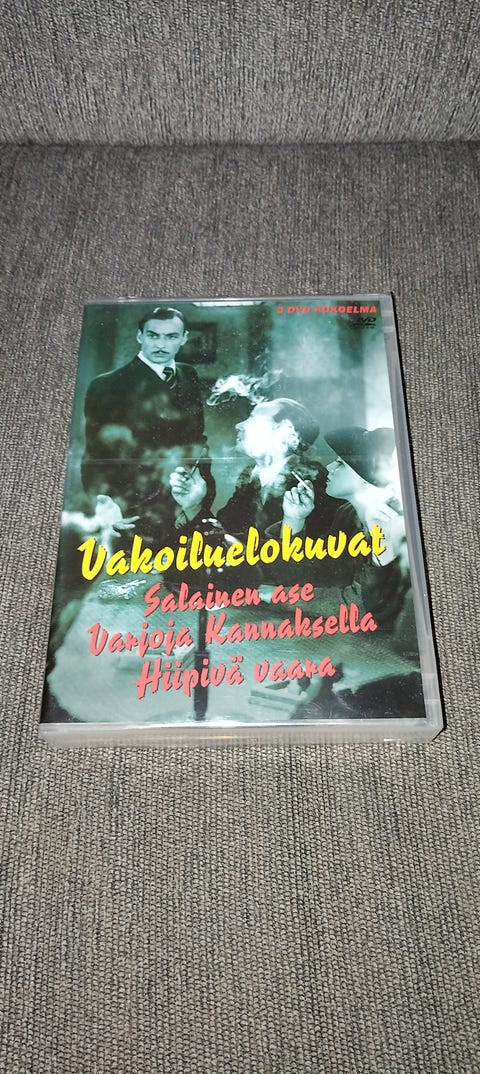 3 DVD KOKOELMA
DVD
Vakoiluelokuvat
Salainen ase
Varjoja Kannaksella
Hiipivä vaara